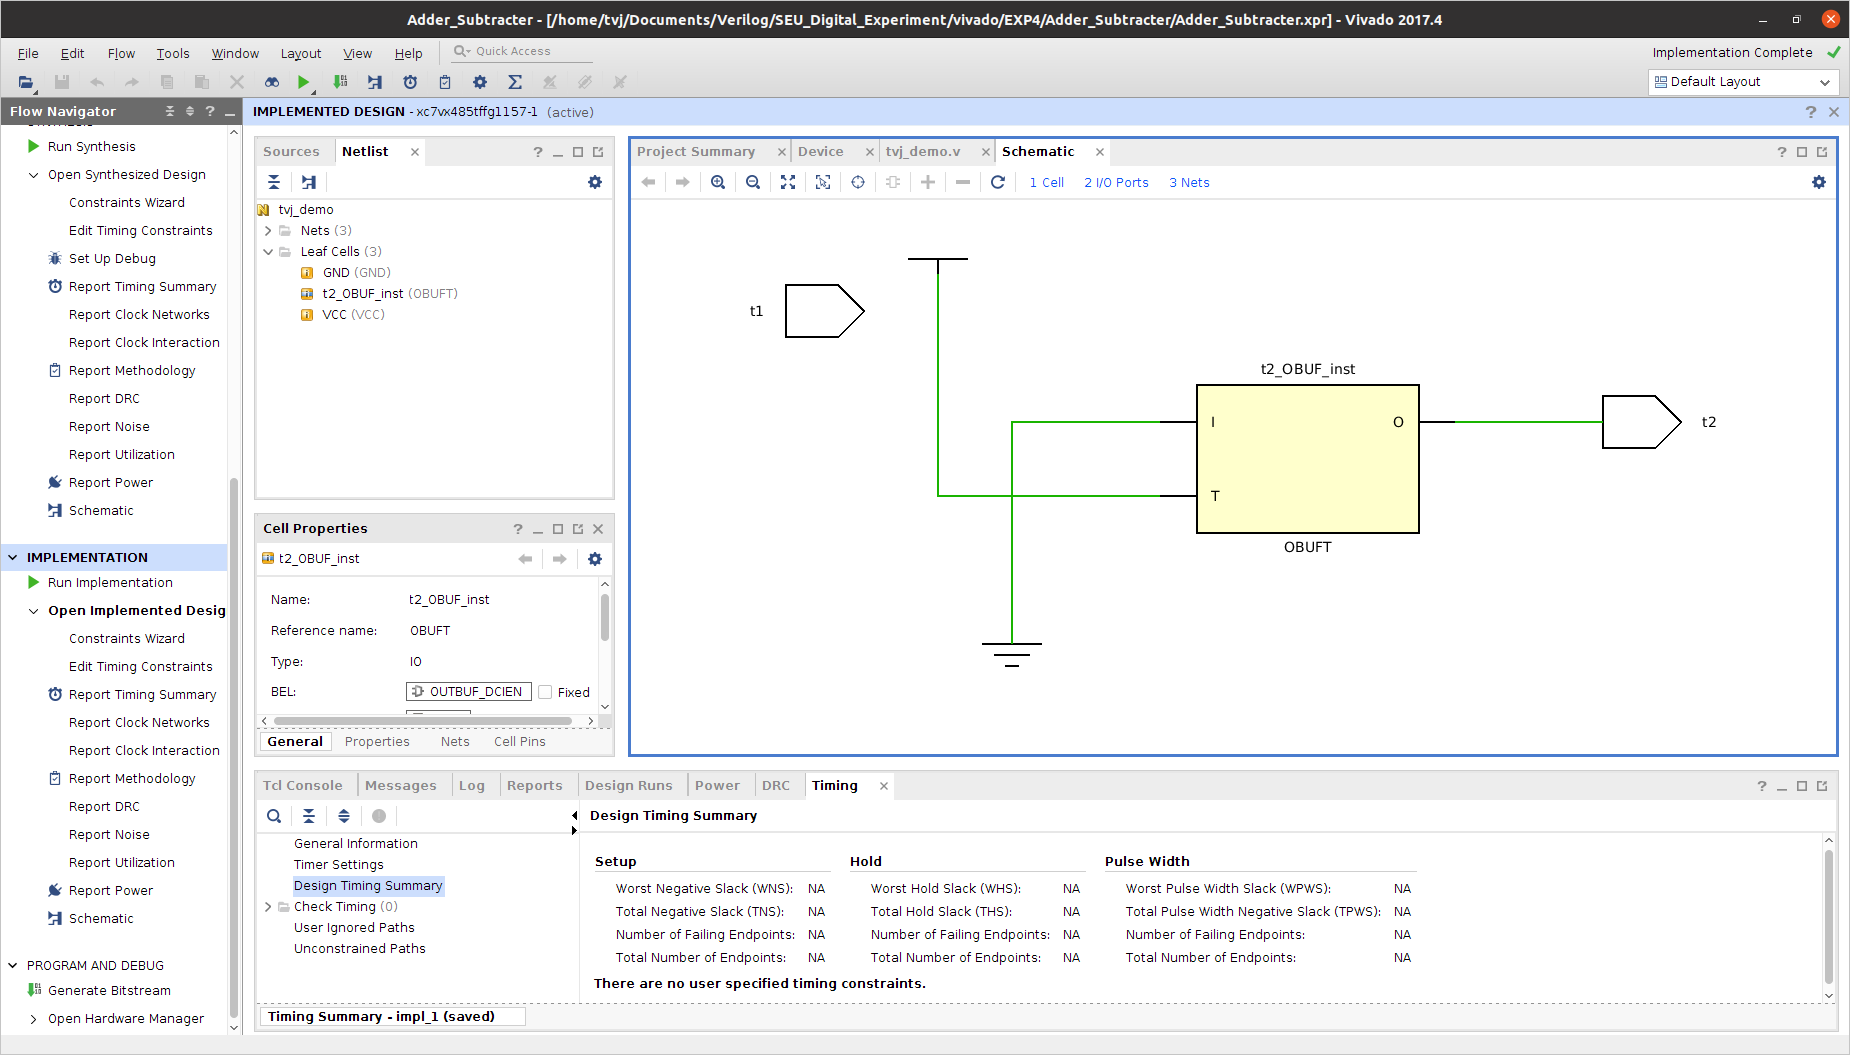 Adder_Subtracter - [/home/tvj/Documents/Verilog/SEU_Digital_Experiment/vivado/EXP4/Adder_Subtracter/Adder_Subtracter.xpr] - Vivado 2017.4
File Edit Flow Tools Window Layout View Help Quick Access
Implementation Complete
Default Layout
Flow Navigator
Run Synthesis
Open Synthesized Design
Constraints Wizard
Edit Timing Constraints
Set Up Debug
Report Timing Summary
Report Clock Networks
Report Clock Interaction
Report Methodology
Report DRC
Report Noise
Report Utilization
Report Power
Schematic
IMPLEMENTATION
Run Implementation
Open Implemented Desig
Constraints Wizard
Edit Timing Constraints
Report Timing Summary
Report Clock Networks
Report Clock Interaction
Report Methodology
Report DRC
Report Noise
Report Utilization
Report Power
Schematic
PROGRAM AND DEBUG
Generate Bitstream
Open Hardware Manager
IMPLEMENTED DESIGN - xc7vx485tffg1157-1 (active)
Sources Netlist
tvj_demo
Nets (3)
Leaf Cells (3)
GND (GND)
t2_OBUF_inst (OBUFT)
VCC (VCC)
Cell Properties
t2_OBUF_inst
Name: t2_OBUF_inst
Reference name: OBUFT
Type: IO
BEL: OUTBUF_DCIEN Fixed
General Properties Nets Cell Pins
Project Summary Device tvj_demo.v Schematic
1 Cell 2 I/O Ports 3 Nets
t1
t2_OBUF_inst
I O
t2
T
OBUFT
Tcl Console Messages Log Reports Design Runs Power DRC Timing
General Information
Timer Settings
Design Timing Summary
Check Timing (0)
User Ignored Paths
Unconstrained Paths
Design Timing Summary
Setup Hold Pulse Width
Worst Negative Slack (WNS): NA Worst Hold Slack (WHS): NA Worst Pulse Width Slack (WPWS): NA
Total Negative Slack (TNS): NA Total Hold Slack (THS): NA Total Pulse Width Negative Slack (TPWS): NA
Number of Failing Endpoints: NA Number of Failing Endpoints: NA Number of Failing Endpoints: NA
Total Number of Endpoints: NA Total Number of Endpoints: NA Total Number of Endpoints: NA
There are no user specified timing constraints.
Timing Summary - impl_1 (saved)